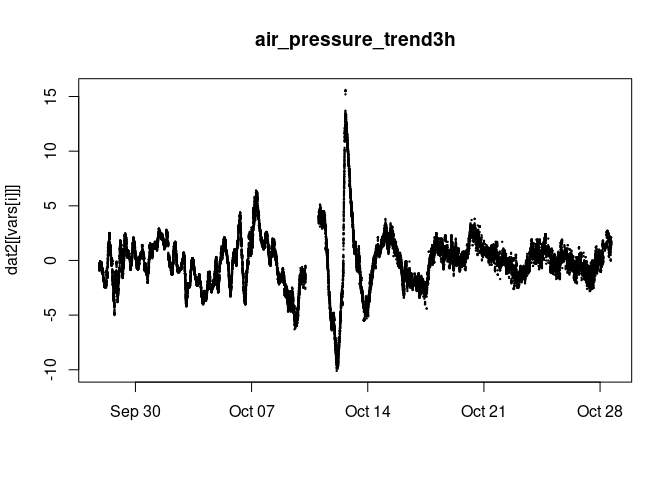 air_pressure_trend3h
dat2[[vars[i]]]
15
10
5
0
-5
-10
Sep 30
Oct 07
Oct 14
Oct 21
Oct 28